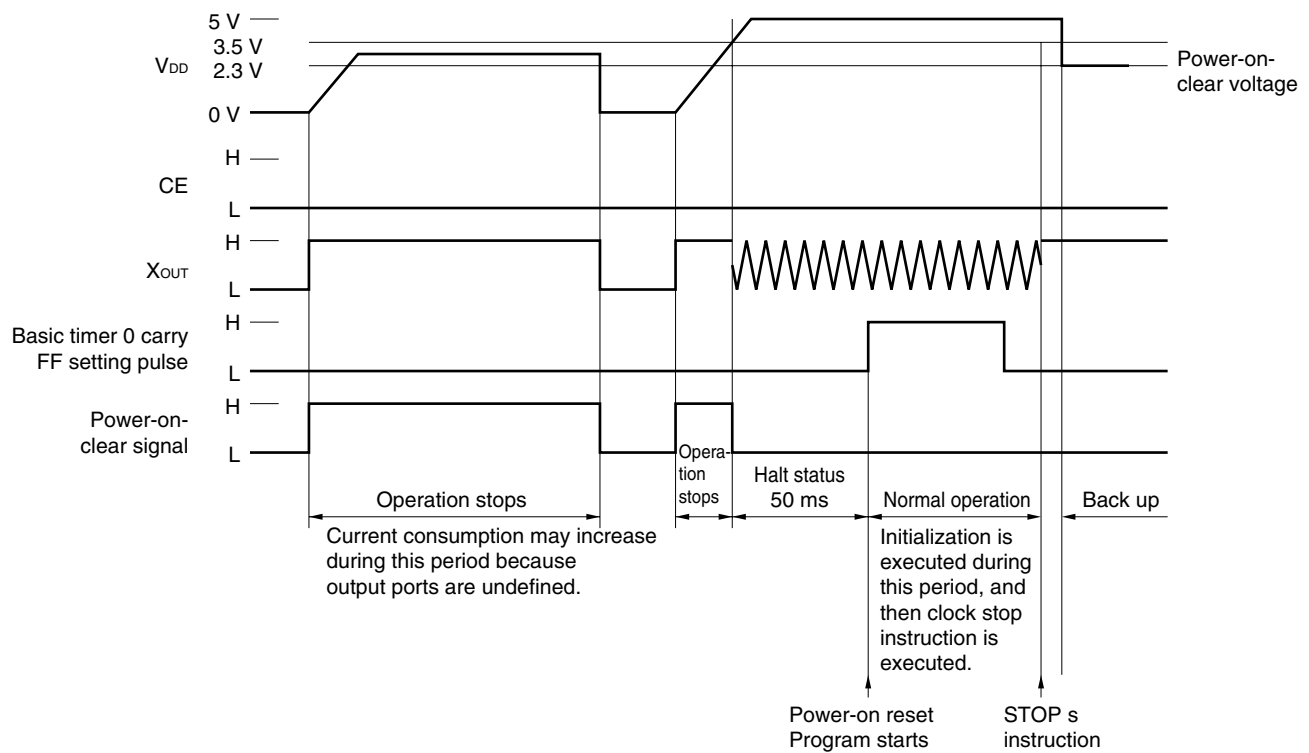 5 V
3.5 V
VDD
2.3 V
0 V
Power-on-
clear voltage
H
CE
L
H
XOUT
L
H
Basic timer 0 carry
FF setting pulse
L
H
Power-on-
clear signal
L
Opera-
tion
stops
Operation stops
Halt status
50 ms
Normal operation
Back up
Current consumption may increase
during this period because
output ports are undefined.
Initialization is
executed during
this period, and
then clock stop
instruction is
executed.
Power-on reset
Program starts
STOP s
instruction